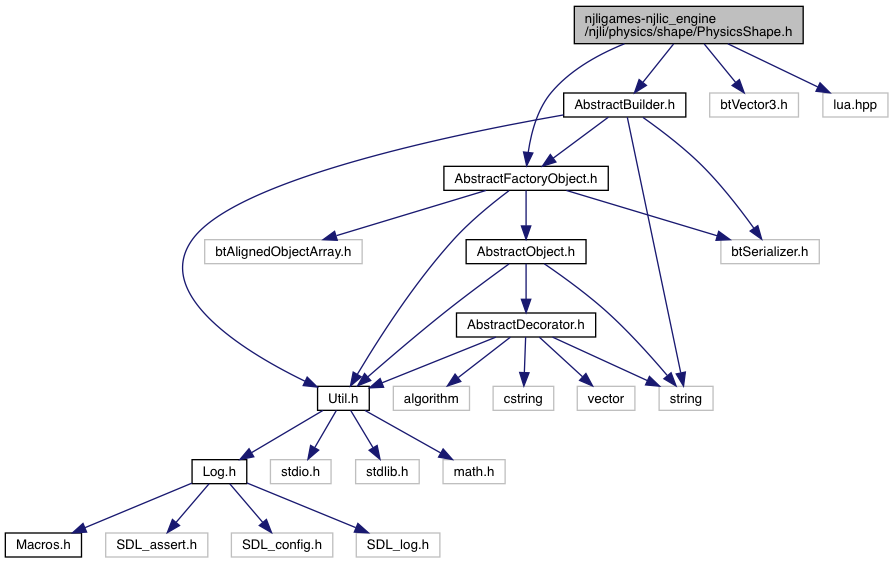 njligames-njlic_engine
/njli/physics/shape/PhysicsShape.h
AbstractBuilder.h
btVector3.h
lua.hpp
AbstractFactoryObject.h
btAlignedObjectArray.h
AbstractObject.h
btSerializer.h
AbstractDecorator.h
Util.h
algorithm
cstring
vector
string
Log.h
stdio.h
stdlib.h
math.h
Macros.h
SDL_assert.h
SDL_config.h
SDL_log.h